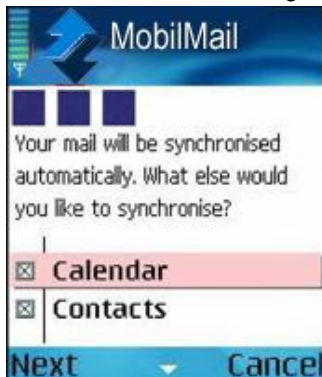 MobilMail
Your mail will be synchronised
automatically. What else would
you like to synchronise?
Calendar
Contacts
Next Cancel